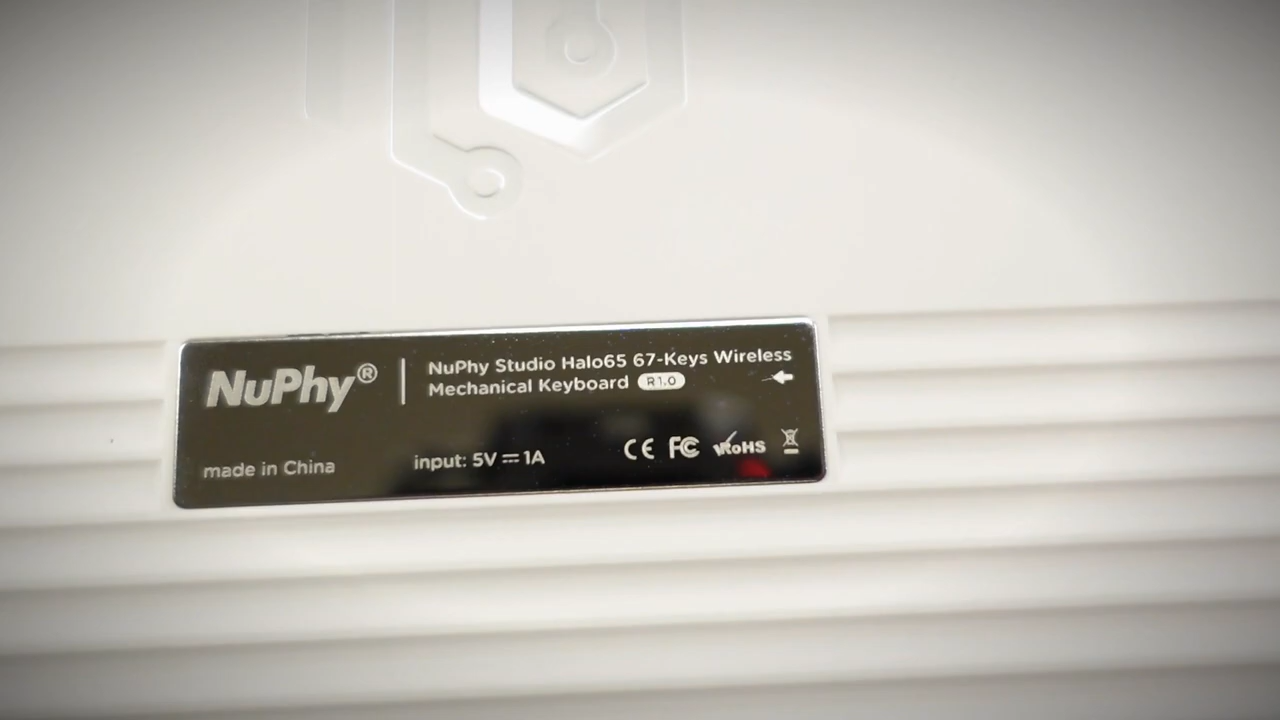 NuPhy®
NuPhy Studio Halo65 67-Keys Wireless
Mechanical Keyboard R1.0
made in China
input: 5V⎓1A
CE FC RoHS